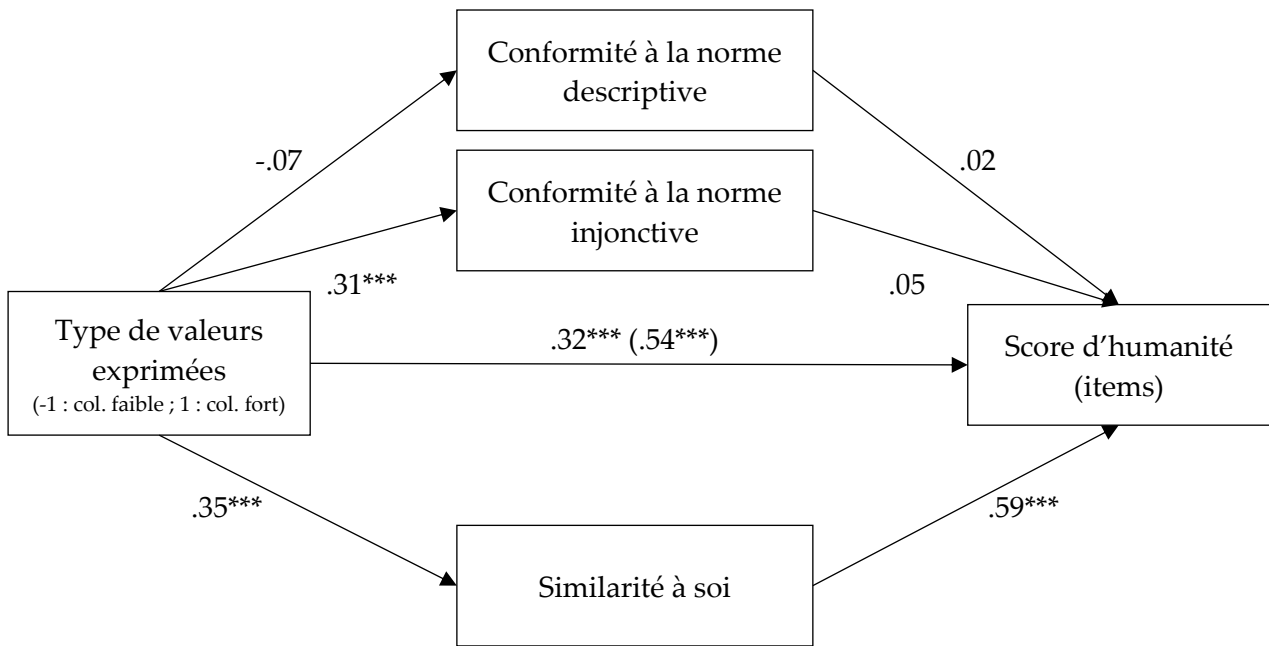 Conformité à la norme
descriptive
-.07
.02
Conformité à la norme
injonctive
.31***
.05
Type de valeurs
exprimées
(-1 : col. faible ; 1 : col. fort)
.32*** (.54***)
Score d’humanité
(items)
.35***
.59***
Similarité à soi